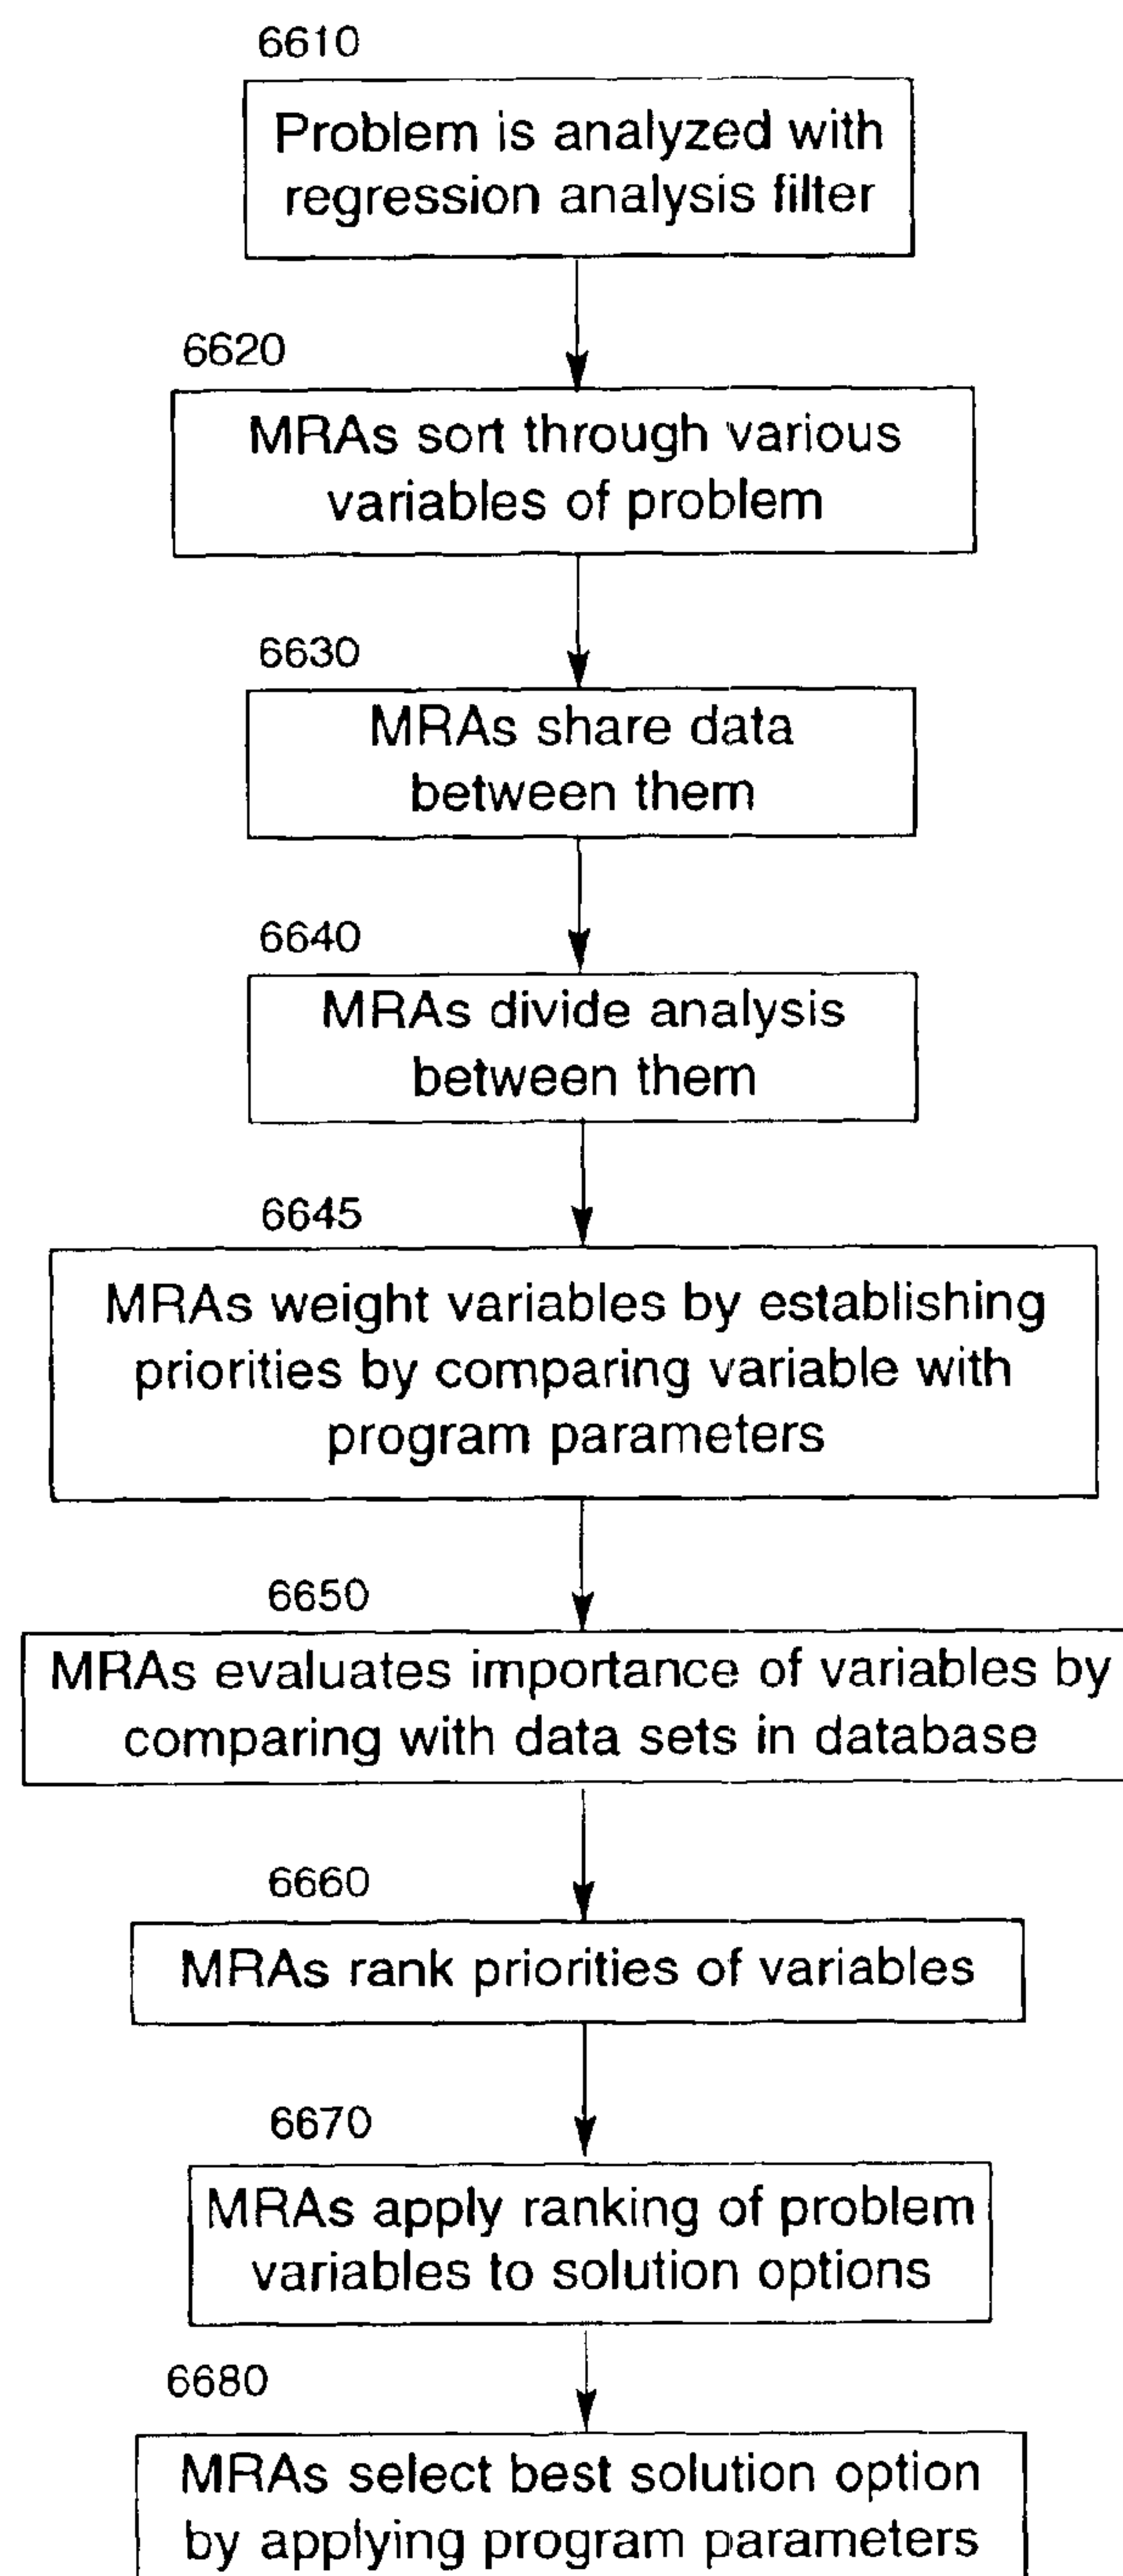 6610
Problem is analyzed with
regression analysis filter
6620
MRAs sort through various
variables of problem
6630
MRAs share data
between them
6640
MRAs divide analysis
between them
6645
MRAs weight variables by establishing
priorities by comparing variable with
program parameters
6650
MRAs evaluates importance of variables by
comparing with data sets in database
6660
MRAs rank priorities of variables
6670
MRAs apply ranking of problem
variables to solution options
6680
MRAs select best solution option
by applying program parameters